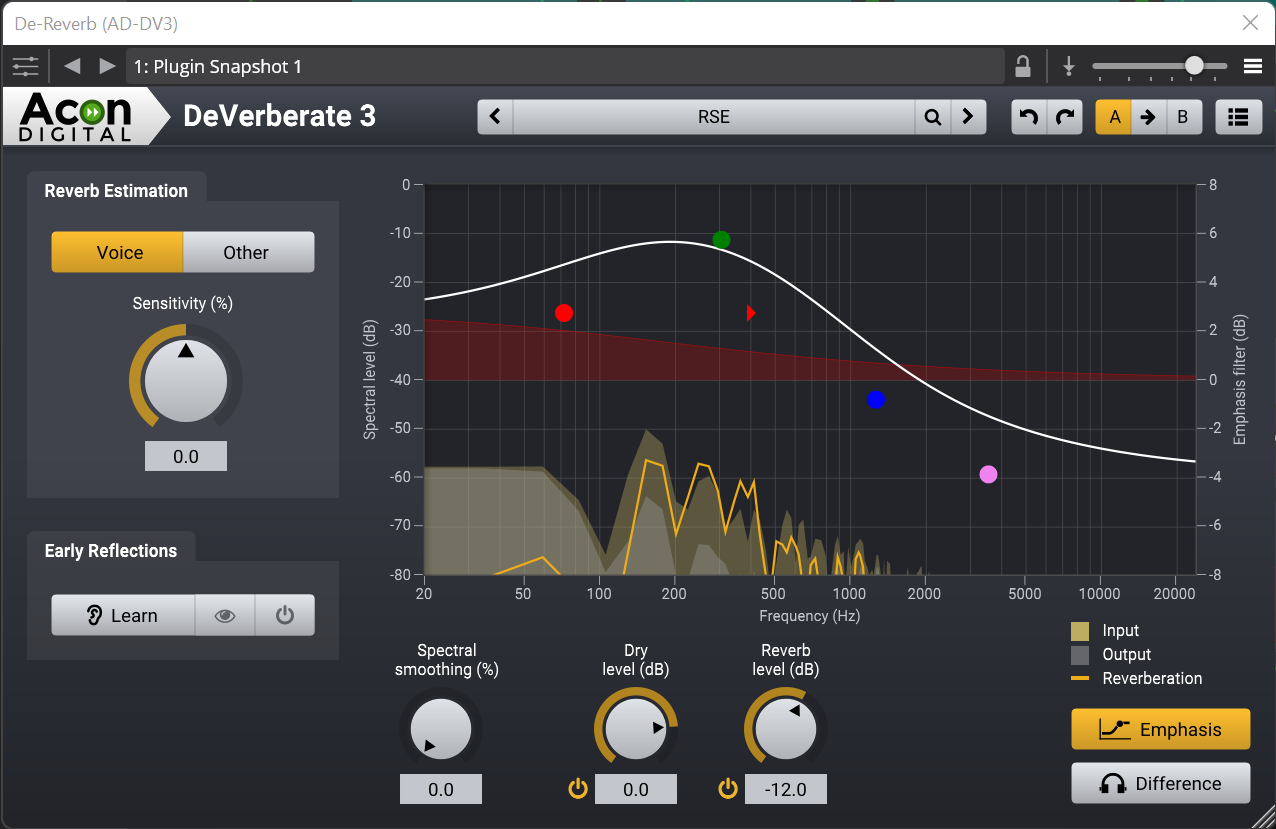 De-Reverb (AD-DV3)
1: Plugin Snapshot 1
Acon
DIGITAL
DeVerberate 3
RSE
A
B
Reverb Estimation
Voice
Other
Sensitivity (%)
0.0
Early Reflections
Learn
Spectral level (dB)
0
-10
-20
-30
-40
-50
-60
-70
-80
8
6
4
2
0
-2
-4
-6
-8
Emphasis filter (dB)
20
50
100
200
500
1000
2000
5000
10000
20000
Frequency (Hz)
Input
Output
Reverberation
Spectral
smoothing (%)
0.0
Dry
level (dB)
0.0
Reverb
level (dB)
-12.0
Emphasis
Difference